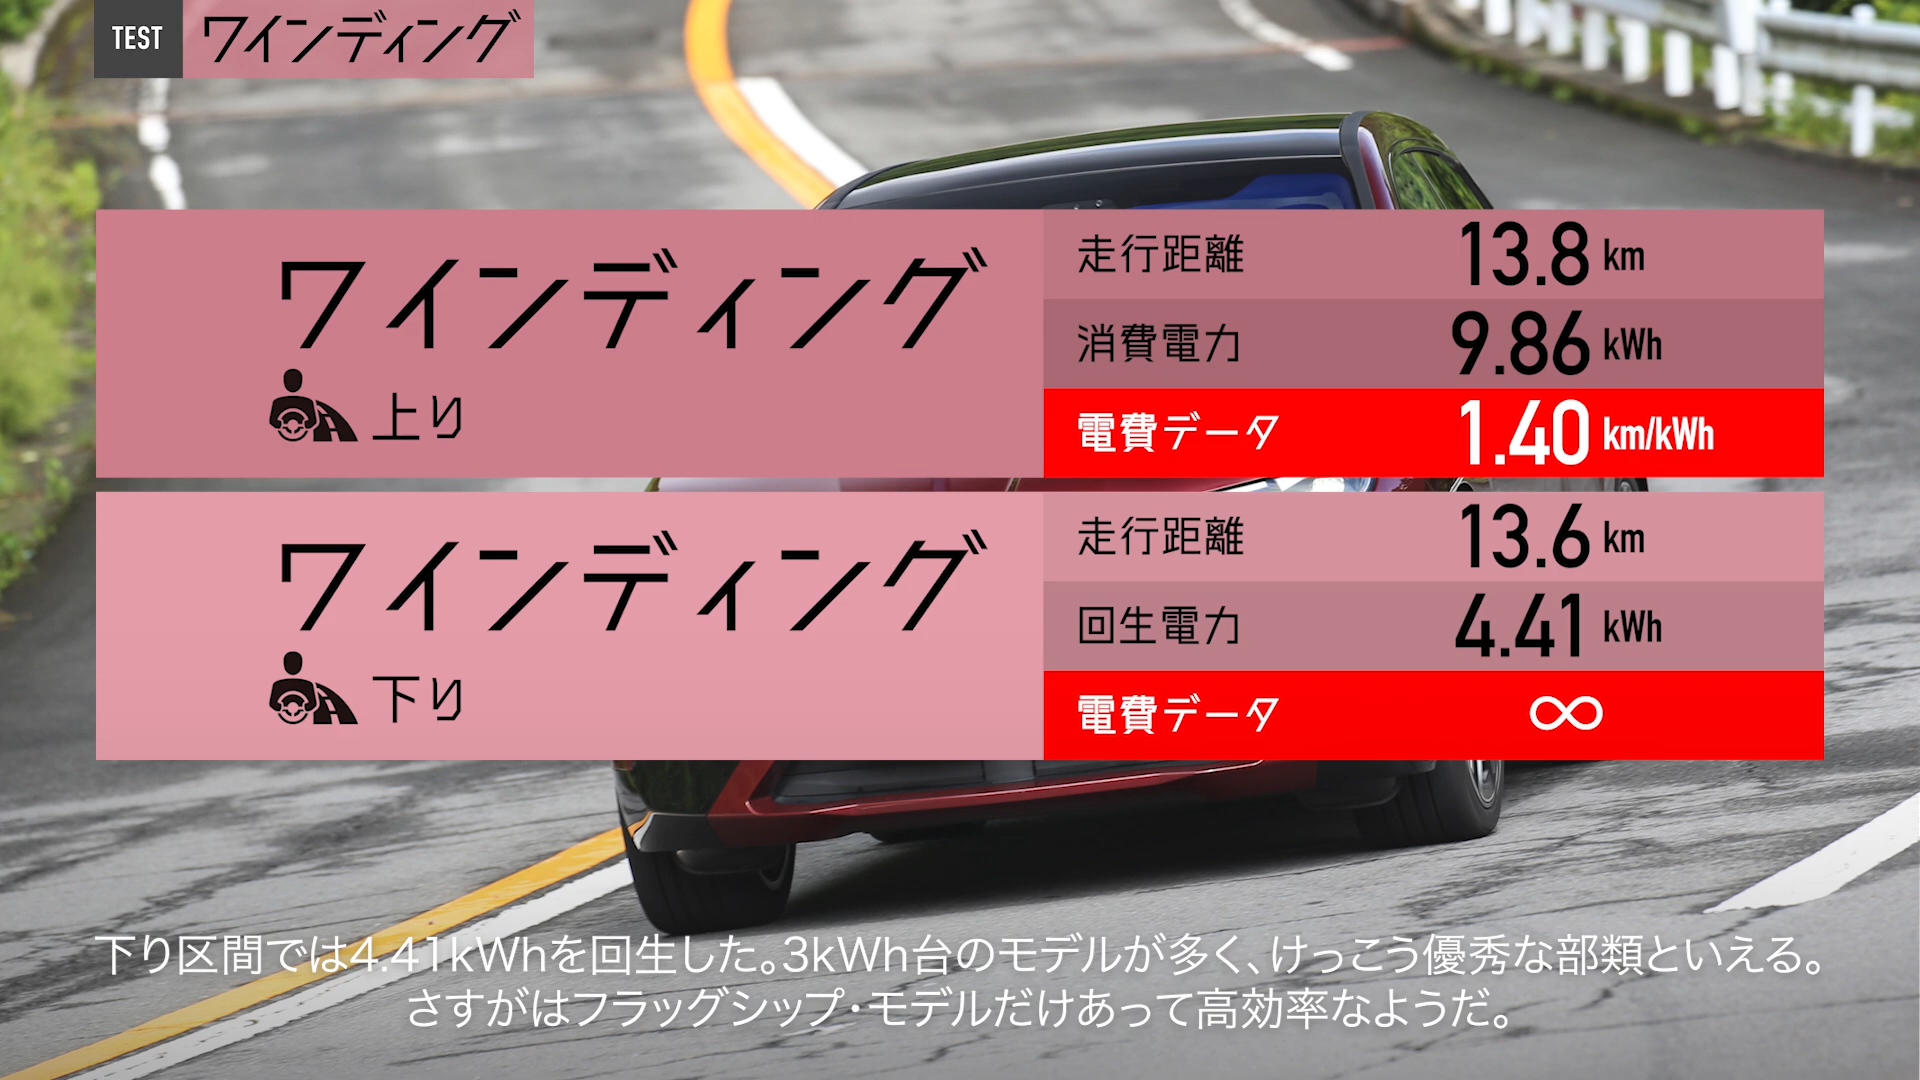 TEST ワインディング
ワインディング
上り
走行距離 13.8 km
消費電力 9.86 kWh
電費データ 1.40 km/kWh
ワインディング
下り
走行距離 13.6 km
回生電力 4.41 kWh
電費データ ∞
下り区間では4.41kWhを回生した。3kWh台のモデルが多く、けっこう優秀な部類といえる。
さすがはフラッグシップ・モデルだけあって高効率なようだ。